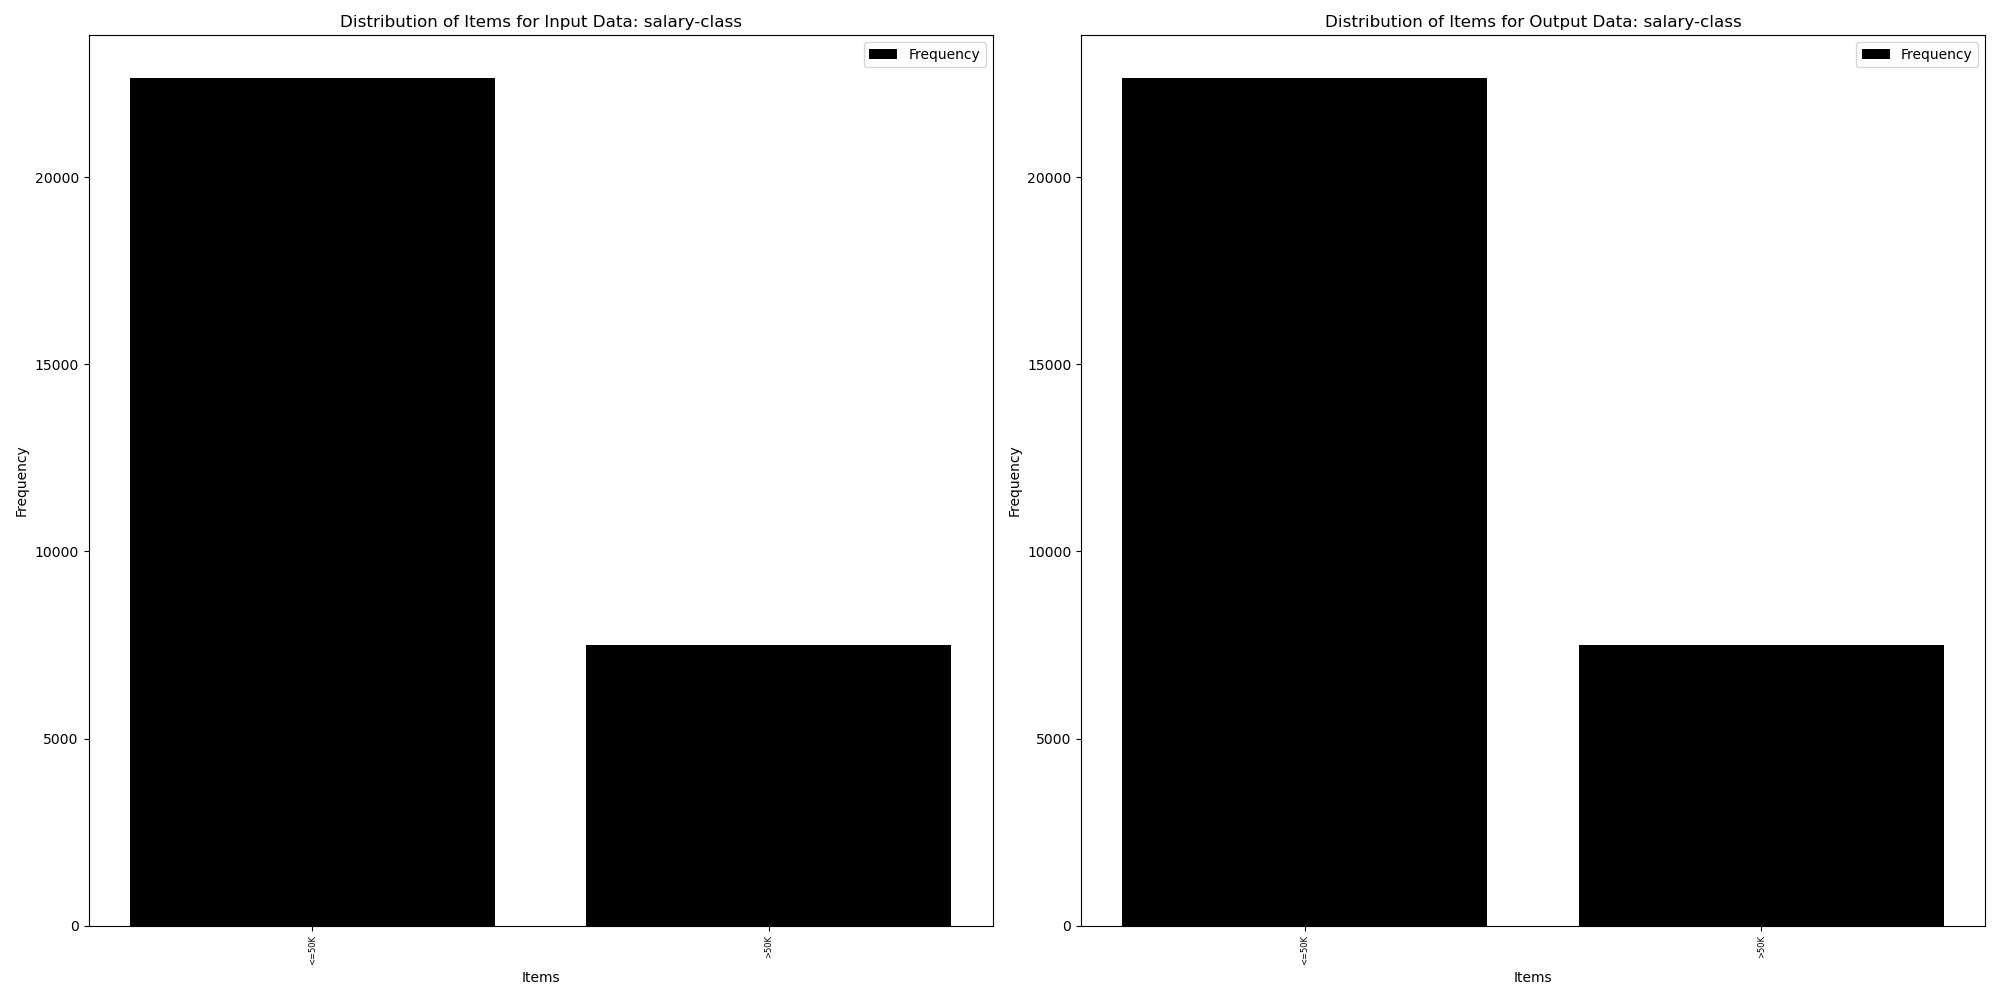 Distribution of Items for Input Data: salary-class
Frequency
20000
15000
10000
5000
0
Frequency
<=50K
>50K
Items
Distribution of Items for Output Data: salary-class
Frequency
20000
15000
10000
5000
0
Frequency
<=50K
>50K
Items